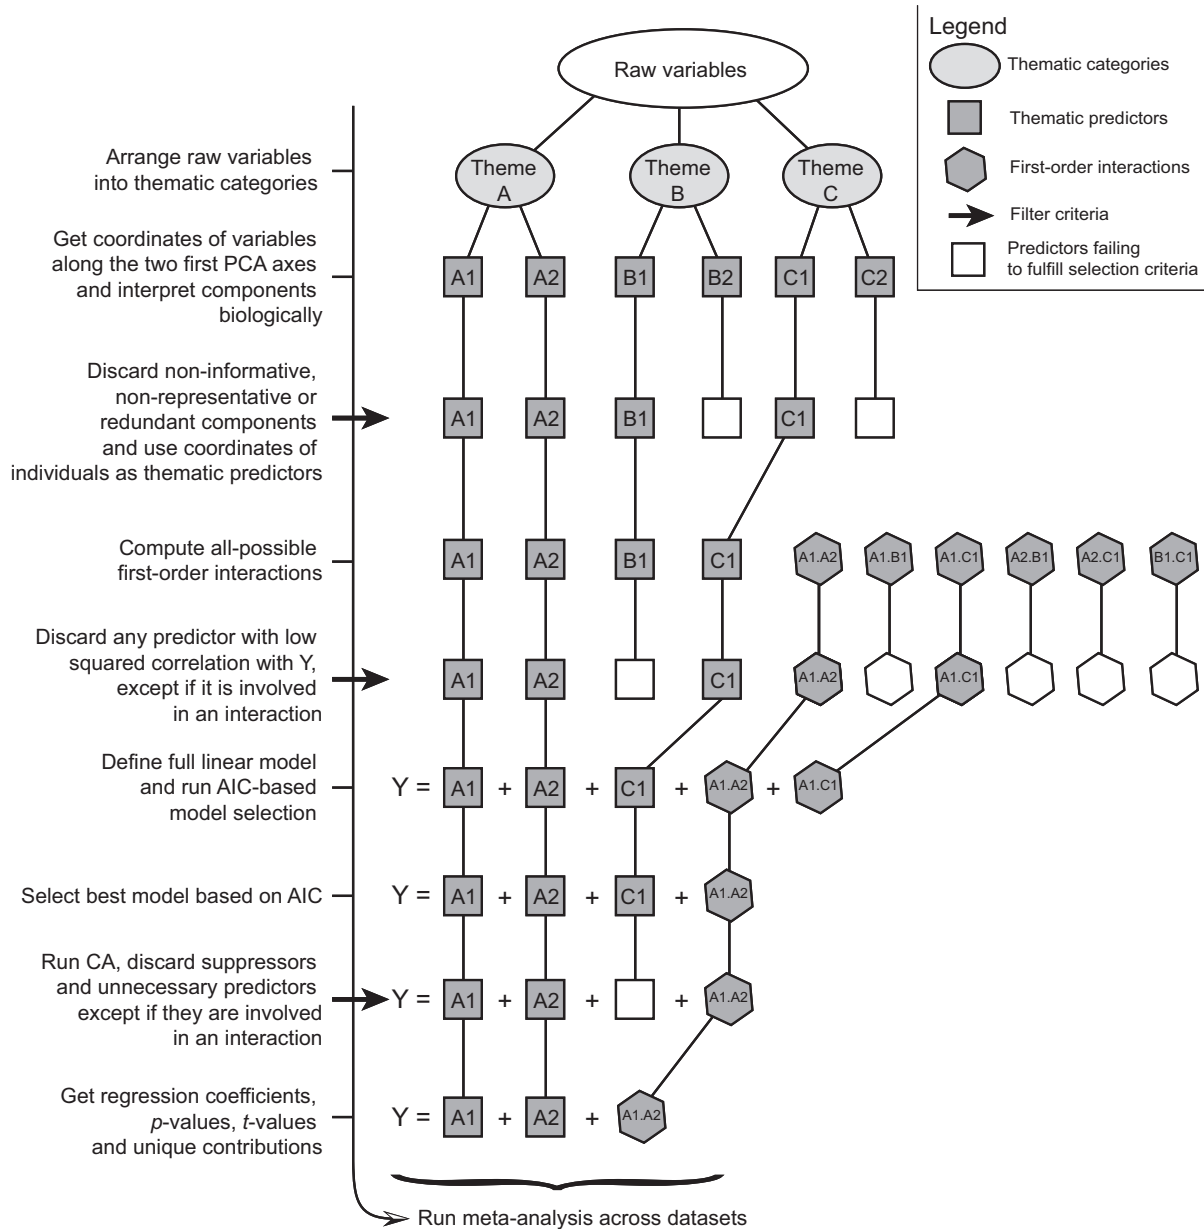 Legend
Thematic categories
Thematic predictors
First-order interactions
Filter criteria
Predictors failing
to fulfill selection criteria
Raw variables
Arrange raw variables
into thematic categories
Theme
A
Theme
B
Theme
C
Get coordinates of variables
along the two first PCA axes
and interpret components
biologically
A1 A2 B1 B2 C1 C2
Discard non-informative,
non-representative or
redundant components
and use coordinates of
individuals as thematic predictors
A1 A2 B1 C1
Compute all-possible
first-order interactions
A1 A2 B1 C1 A1.A2 A1.B1 A1.C1 A2.B1 A2.C1 B1.C1
Discard any predictor with low
squared correlation with Y,
except if it is involved
in an interaction
A1 A2 C1 A1.A2 A1.C1
Define full linear model
and run AIC-based
model selection
Y = A1 + A2 + C1 + A1.A2 + A1.C1
Select best model based on AIC
Y = A1 + A2 + C1 + A1.A2
Run CA, discard suppressors
and unnecessary predictors
except if they are involved
in an interaction
Y = A1 + A2 + + A1.A2
Get regression coefficients,
p-values, t-values
and unique contributions
Y = A1 + A2 + A1.A2
Run meta-analysis across datasets